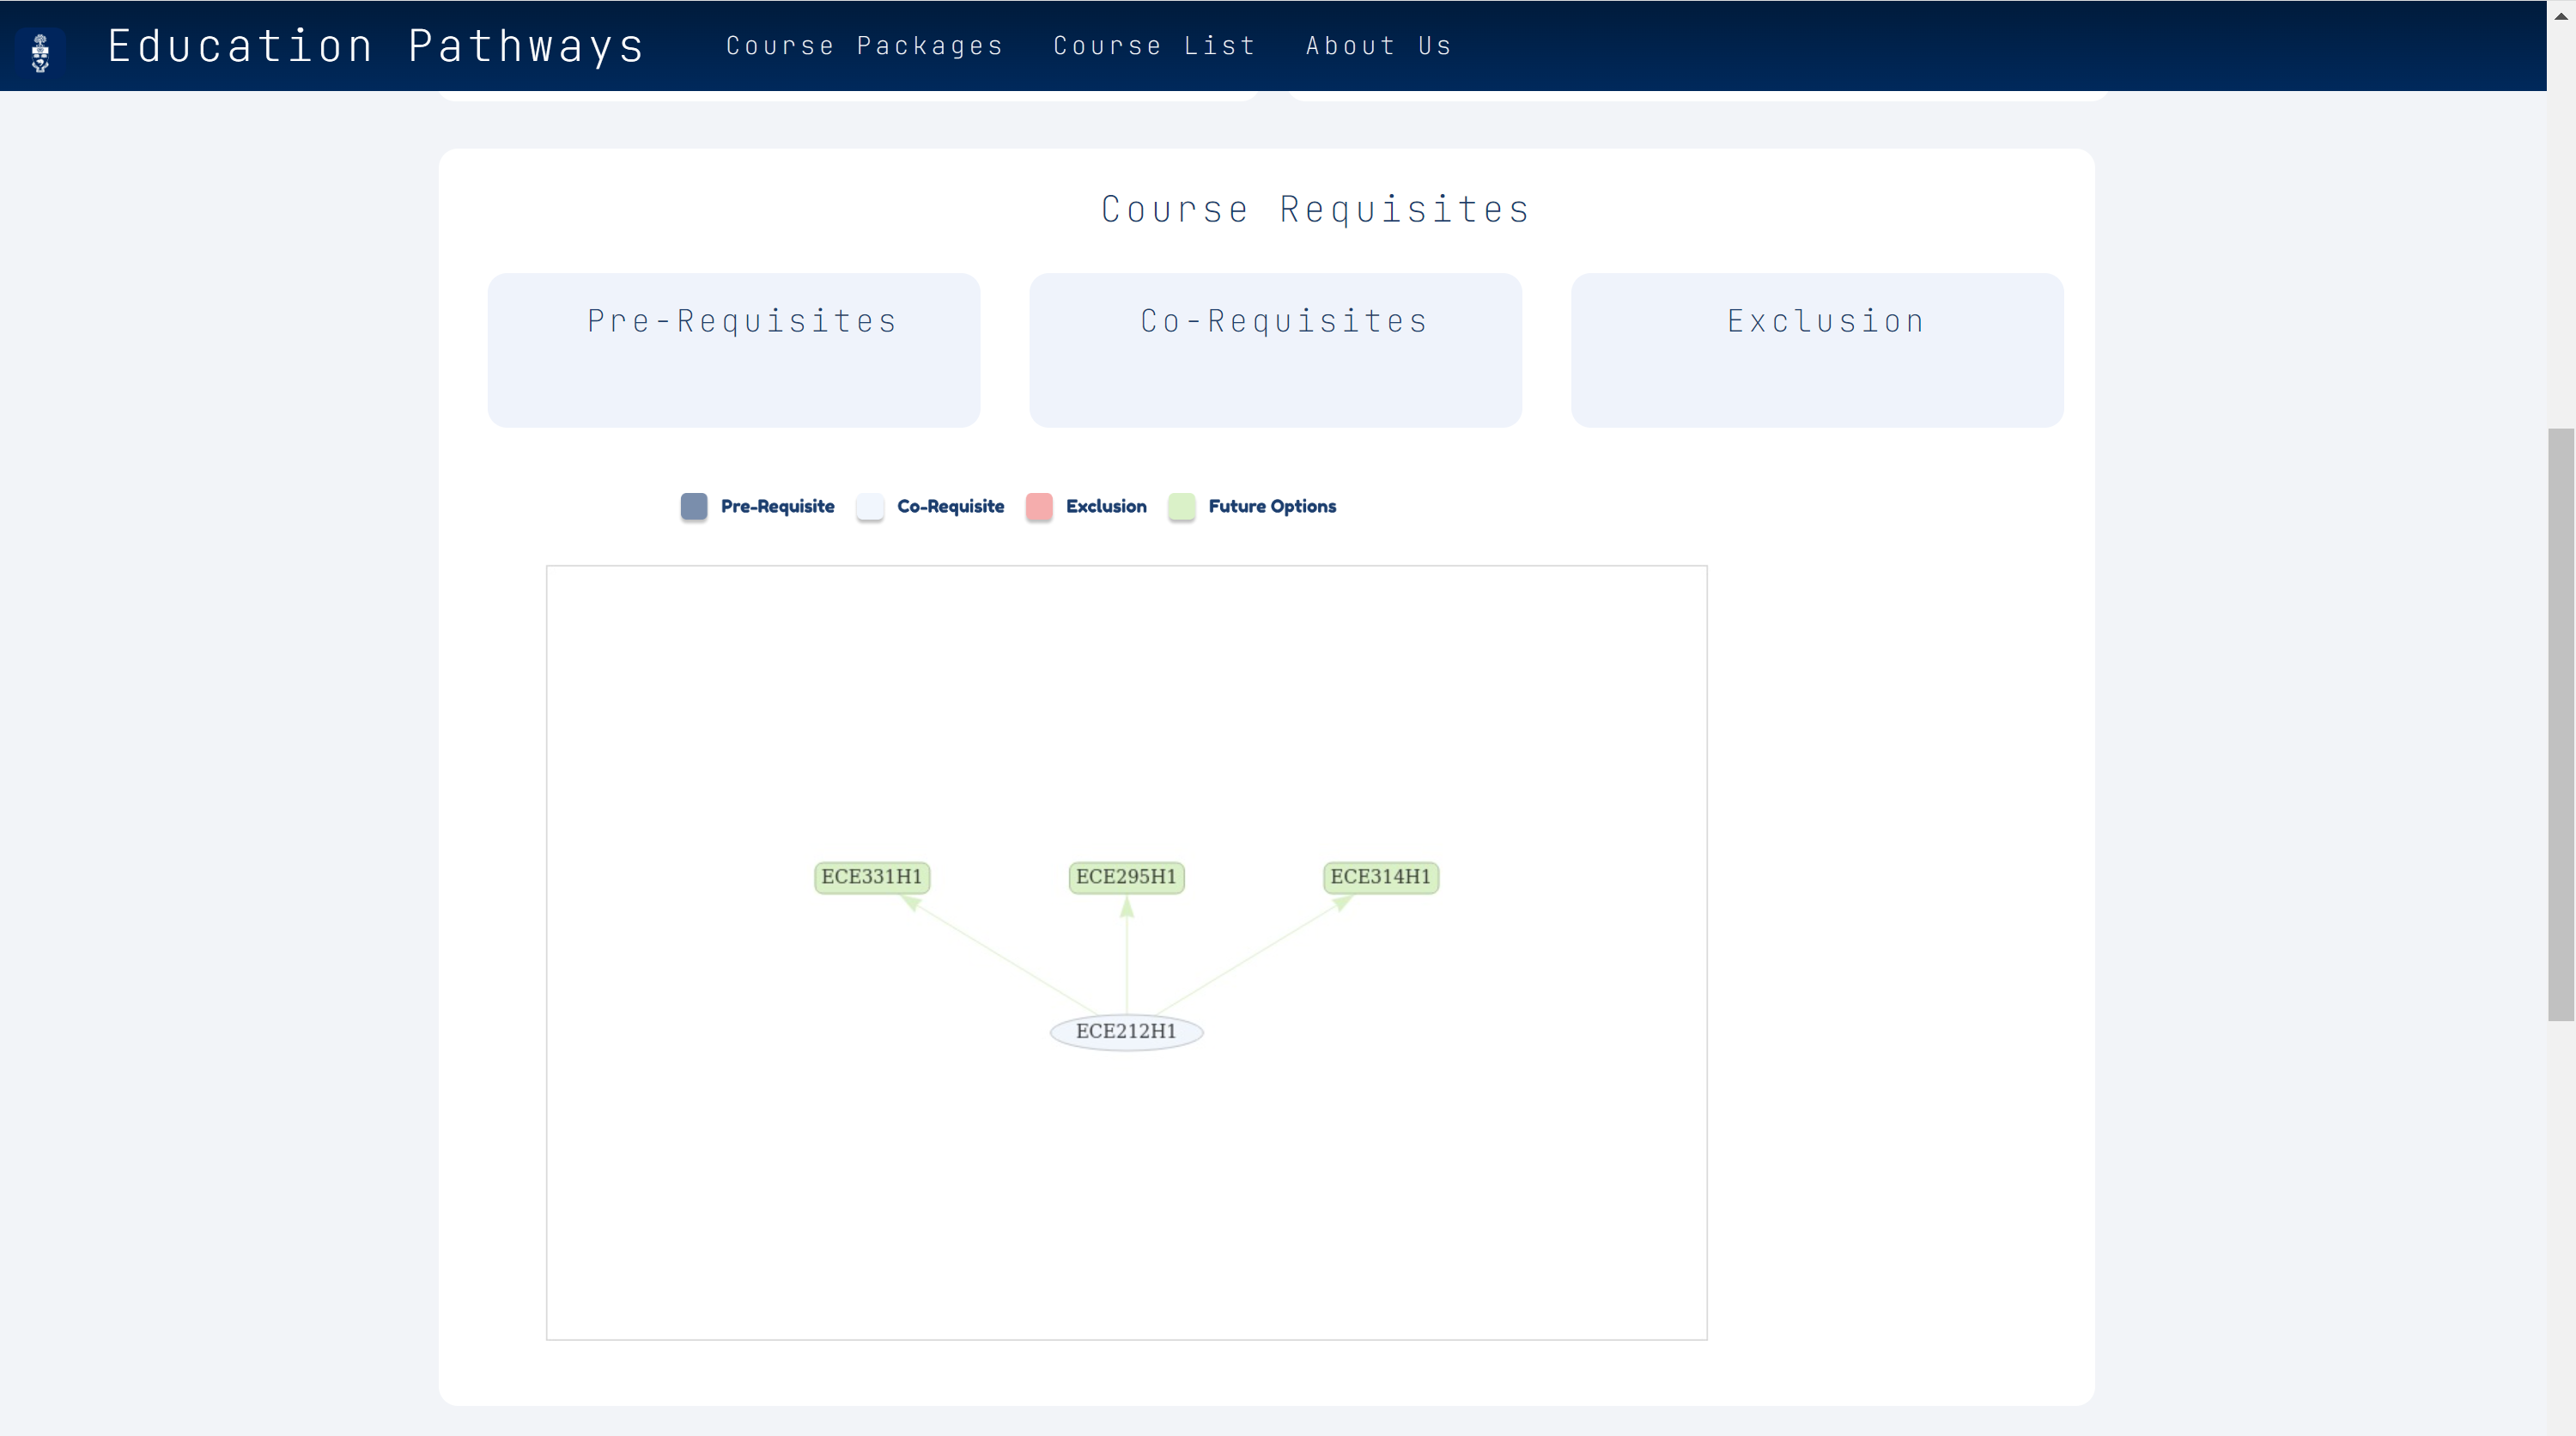 Education Pathways Course Packages Course List About Us
Course Requisites
Pre-Requisites Co-Requisites Exclusion
Pre-Requisite Co-Requisite Exclusion Future Options
ECE331H1 ECE295H1 ECE314H1
ECE212H1